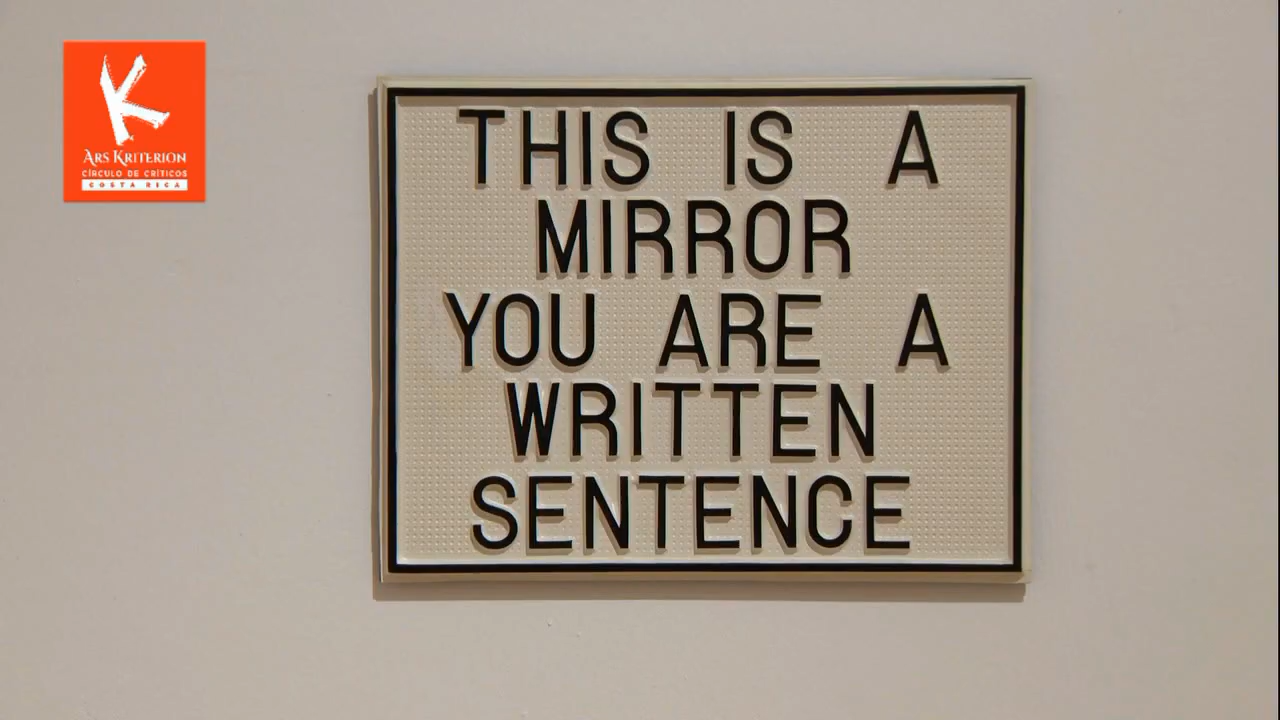 ARS KRITERION
CÍRCULO DE CRÍTICOS
COSTA RICA
THIS IS A
MIRROR
YOU ARE A
WRITTEN
SENTENCE